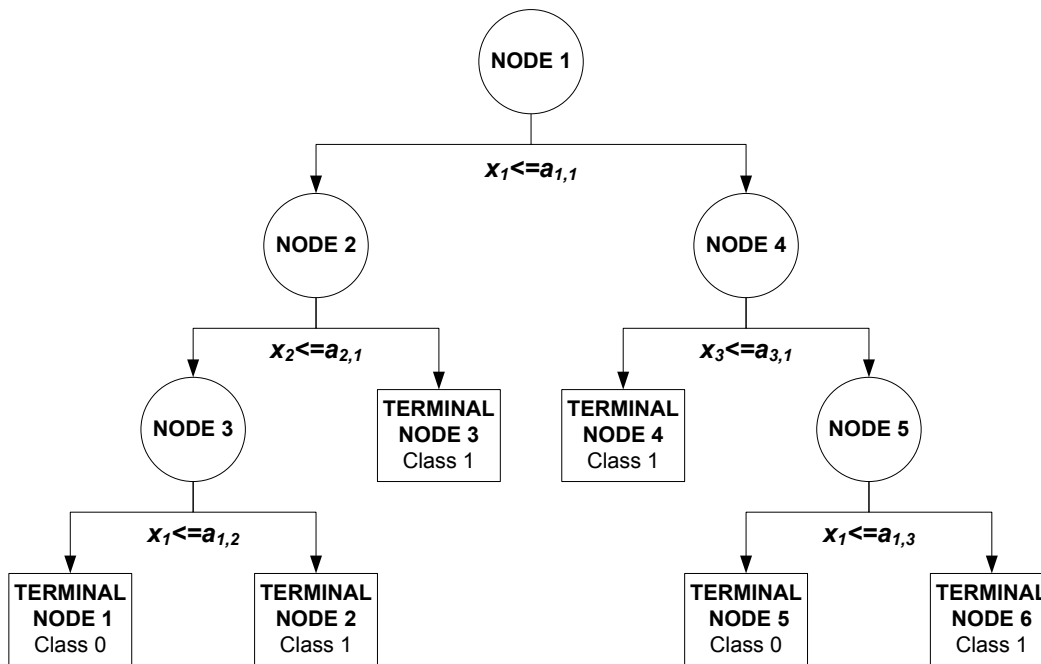 NODE 1
x1<=a1,1
NODE 2
NODE 4
x2<=a2,1
x3<=a3,1
NODE 3
TERMINAL
NODE 3
Class 1
TERMINAL
NODE 4
Class 1
NODE 5
x1<=a1,2
x1<=a1,3
TERMINAL
NODE 1
Class 0
TERMINAL
NODE 2
Class 1
TERMINAL
NODE 5
Class 0
TERMINAL
NODE 6
Class 1